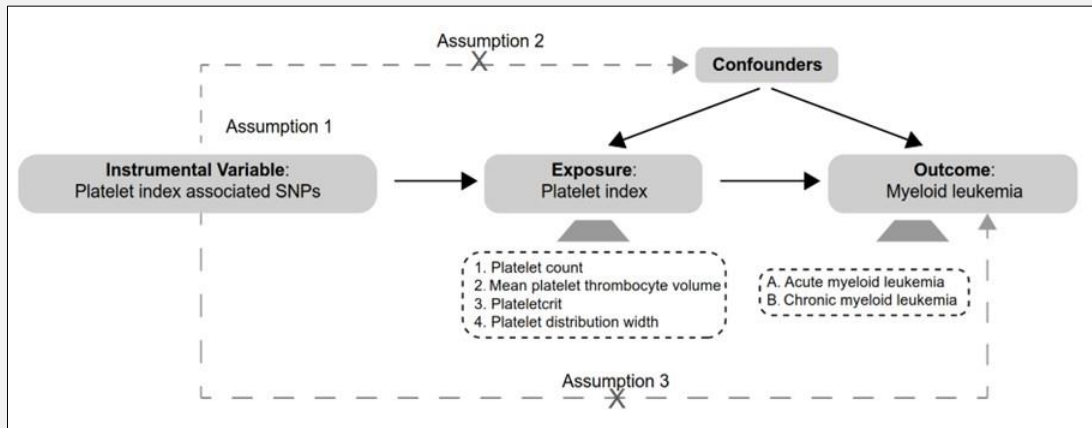 Assumption 2
Confounders
Assumption 1
Instrumental Variable:
Platelet index associated SNPs
Exposure:
Platelet index
Outcome:
Myeloid leukemia
1. Platelet count
2. Mean platelet thrombocyte volume
3. Plateletcrit
4. Platelet distribution width
A. Acute myeloid leukemia
B. Chronic myeloid leukemia
Assumption 3